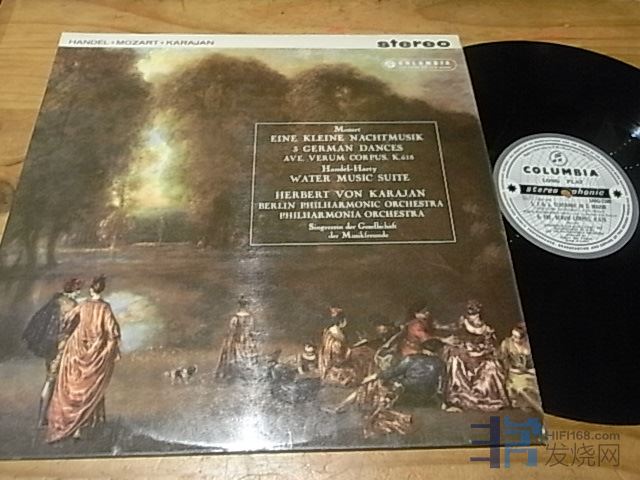 HANDEL • MOZART • KARAJAN
stereo
COLUMBIA
Mozart
EINE KLEINE NACHTMUSIK
3 GERMAN DANCES
AVE, VERUM CORPUS, K.618
Handel-Harty
WATER MUSIC SUITE
HERBERT VON KARAJAN
BERLIN PHILHARMONIC ORCHESTRA
PHILHARMONIA ORCHESTRA
Singverein der Gesellschaft
der Musikfreunde
COLUMBIA
LONG PLAY
stereophonic
HIFI168.com
发烧网